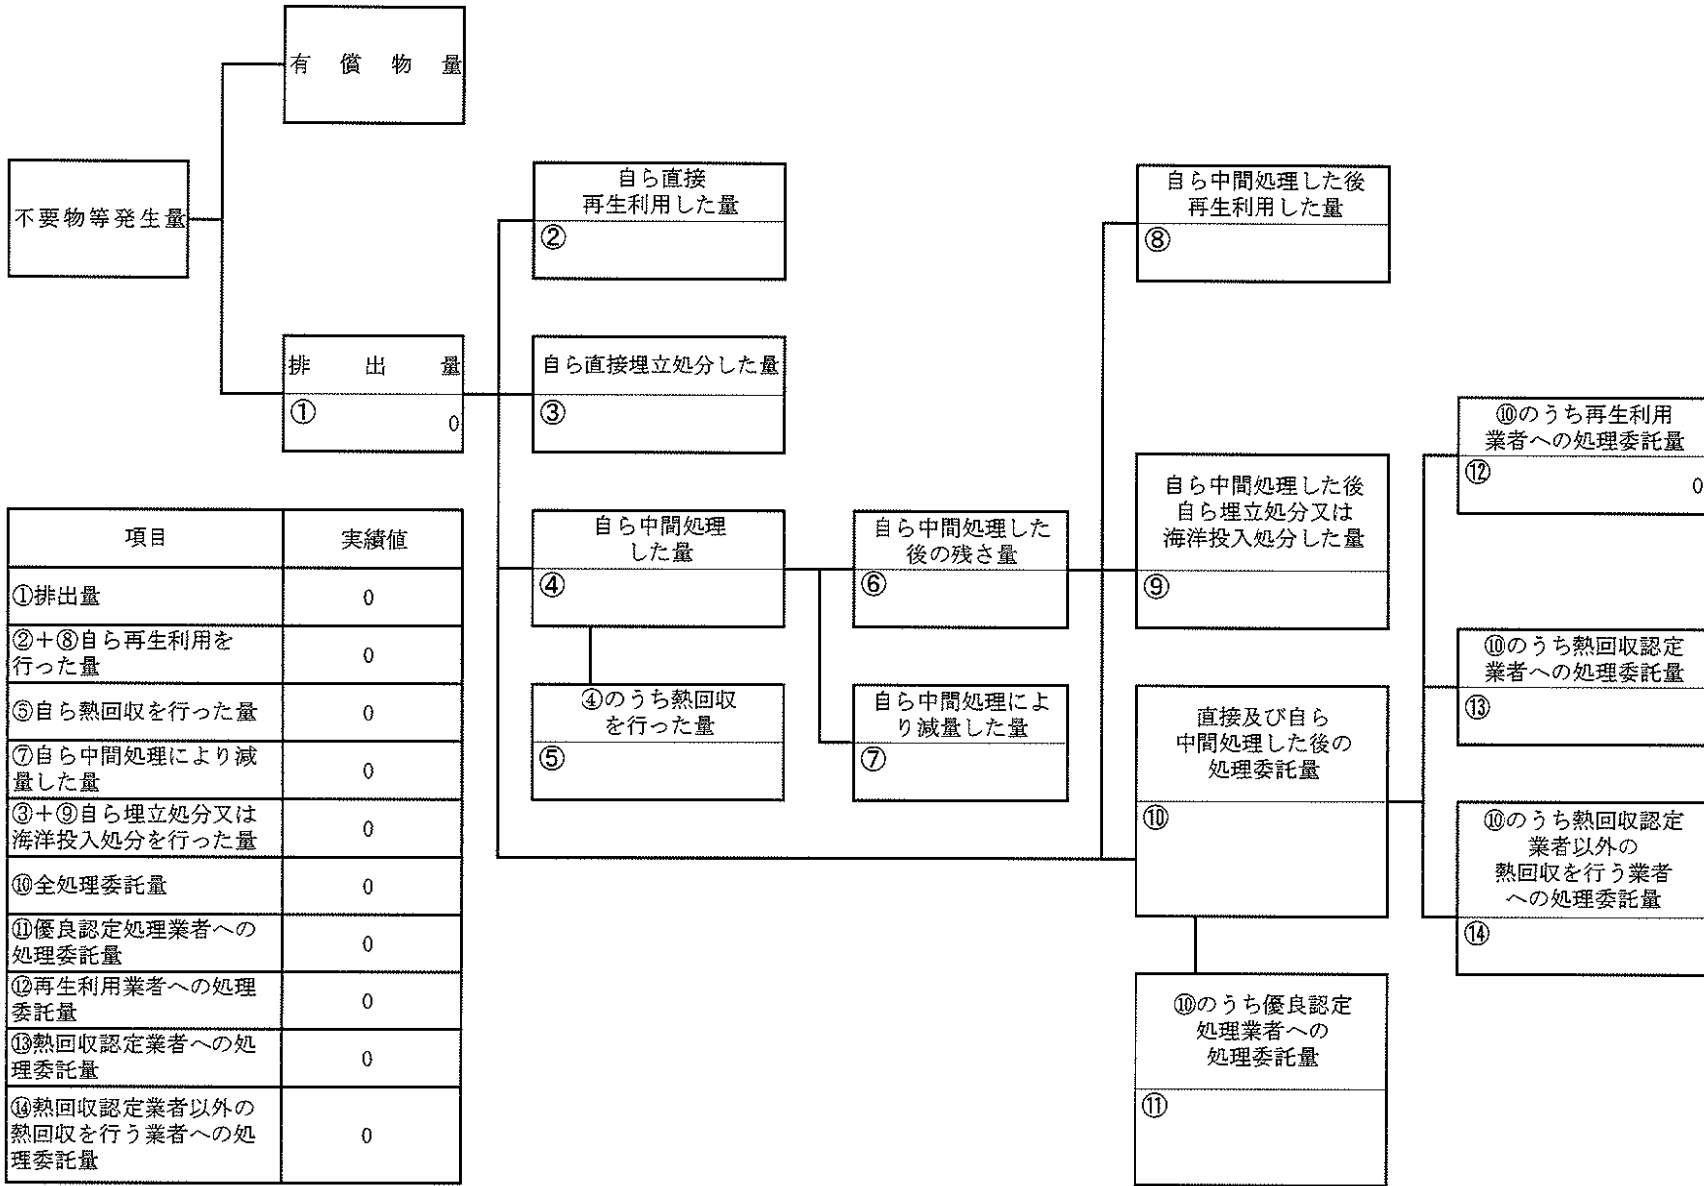 有償物量
不要物等発生量
排出量
①
0
自ら直接
再生利用した量
②
自ら直接埋立処分した量
③
自ら中間処理
した量
④
④のうち熱回収
を行った量
⑤
自ら中間処理した
後の残さ量
⑥
自ら中間処理によ
り減量した量
⑦
自ら中間処理した後
再生利用した量
⑧
自ら中間処理した後
自ら埋立処分又は
海洋投入処分した量
⑨
直接及び自ら
中間処理した後の
処理委託量
⑩
⑩のうち優良認定
処理業者への
処理委託量
⑪
⑩のうち再生利用
業者への処理委託量
⑫
0
⑩のうち熱回収認定
業者への処理委託量
⑬
⑩のうち熱回収認定
業者以外の
熱回収を行う業者
への処理委託量
⑭
項目 実績値
①排出量 0
②+⑧自ら再生利用を
行った量 0
⑤自ら熱回収を行った量 0
⑦自ら中間処理により減
量した量 0
③+⑨自ら埋立処分又は
海洋投入処分を行った量 0
⑩全処理委託量 0
⑪優良認定処理業者への
処理委託量 0
⑫再生利用業者への処理
委託量 0
⑬熱回収認定業者への処
理委託量 0
⑭熱回収認定業者以外の
熱回収を行う業者への処
理委託量 0